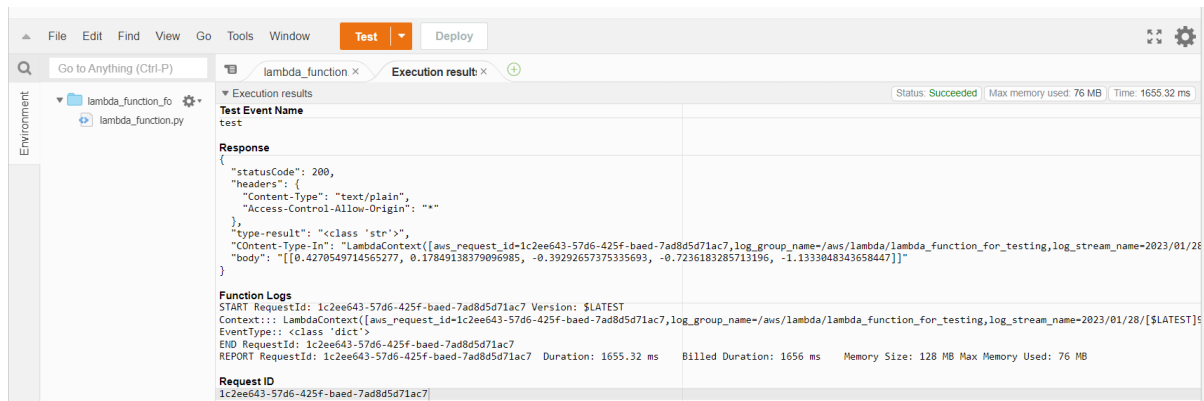 File Edit Find View Go Tools Window Test Deploy
Go to Anything (Ctrl-P)
lambda_function × Execution results ×
Environment
lambda_function_fo
lambda_function.py
Execution results Status: Succeeded Max memory used: 76 MB Time: 1655.32 ms
Test Event Name
test
Response
{
"statusCode": 200,
"headers": {
"Content-Type": "text/plain",
"Access-Control-Allow-Origin": "*"
},
"type-result": "<class 'str'>",
"COntent-Type-In": "LambdaContext([aws_request_id=1c2ee643-57d6-425f-baed-7ad8d5d71ac7,log_group_name=/aws/lambda/lambda_function_for_testing,log_stream_name=2023/01/28
"body": "[[0.4270549714565277, 0.17849138379096985, -0.39292657375335693, -0.7236183285713196, -1.1333048343658447]]"
}
Function Logs
START RequestId: 1c2ee643-57d6-425f-baed-7ad8d5d71ac7 Version: $LATEST
Context::: LambdaContext([aws_request_id=1c2ee643-57d6-425f-baed-7ad8d5d71ac7,log_group_name=/aws/lambda/lambda_function_for_testing,log_stream_name=2023/01/28/[$LATEST]9
EventType:: <class 'dict'>
END RequestId: 1c2ee643-57d6-425f-baed-7ad8d5d71ac7
REPORT RequestId: 1c2ee643-57d6-425f-baed-7ad8d5d71ac7 Duration: 1655.32 ms Billed Duration: 1656 ms Memory Size: 128 MB Max Memory Used: 76 MB
Request ID
1c2ee643-57d6-425f-baed-7ad8d5d71ac7